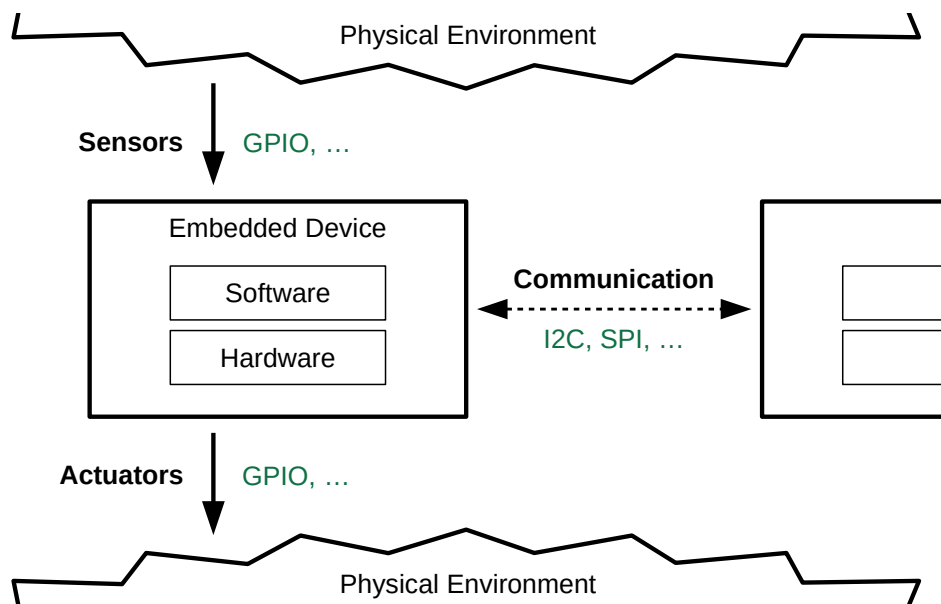 Physical Environment
Sensors
GPIO, …
Embedded Device
Software
Hardware
Communication
I2C, SPI, …
Actuators
GPIO, …
Physical Environment